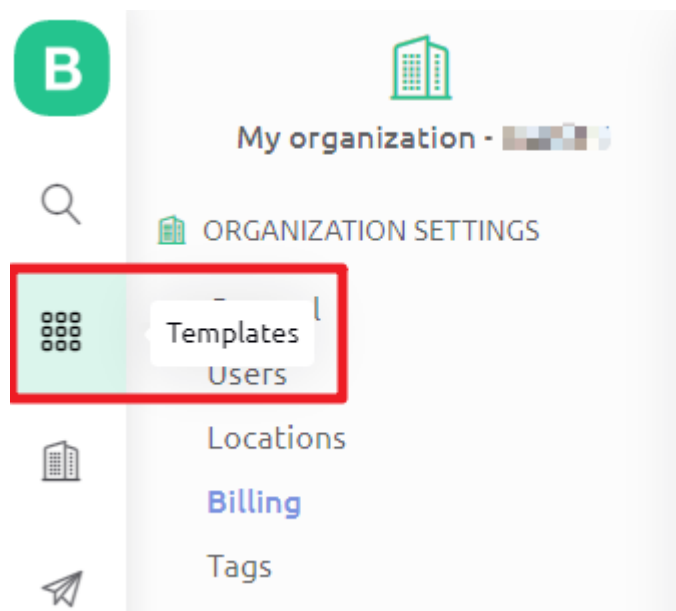 B
My organization -
ORGANIZATION SETTINGS
Templates
Users
Locations
Billing
Tags